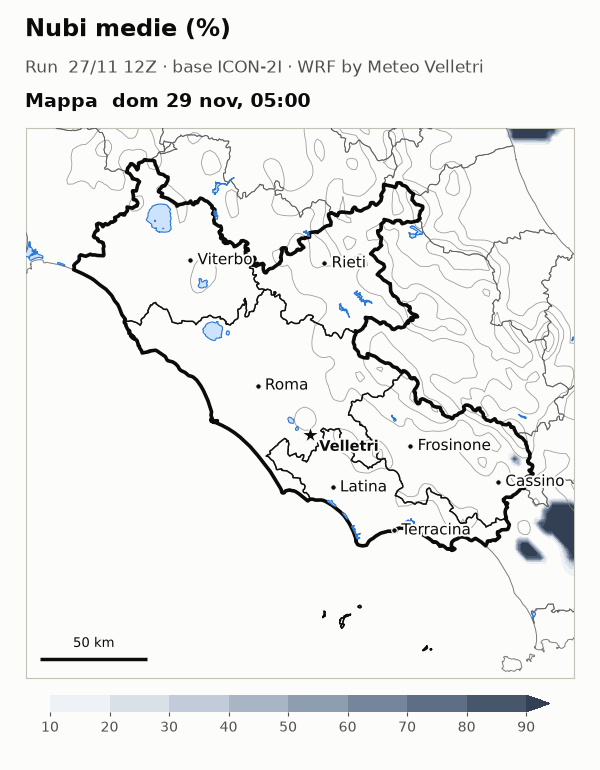 Nubi medie (%)
Run  27/11 12Z · base ICON-2I · WRF by Meteo Velletri
Mappa  dom 29 nov, 05:00
Viterbo
Rieti
Roma
Velletri
Frosinone
Cassino
Latina
Terracina
50 km
10 20 30 40 50 60 70 80 90